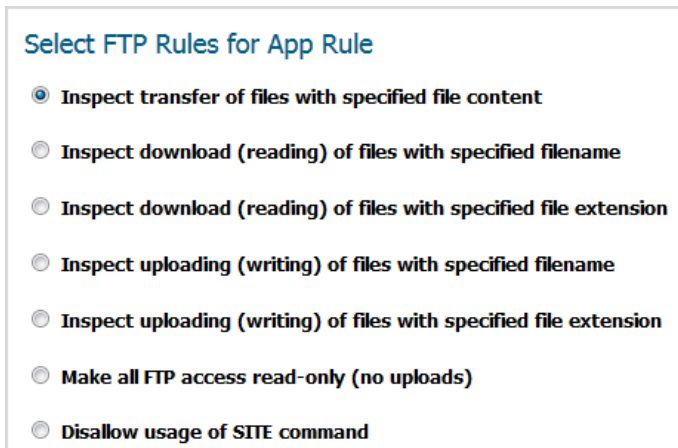 Select FTP Rules for App Rule
Inspect transfer of files with specified file content
Inspect download (reading) of files with specified filename
Inspect download (reading) of files with specified file extension
Inspect uploading (writing) of files with specified filename
Inspect uploading (writing) of files with specified file extension
Make all FTP access read-only (no uploads)
Disallow usage of SITE command